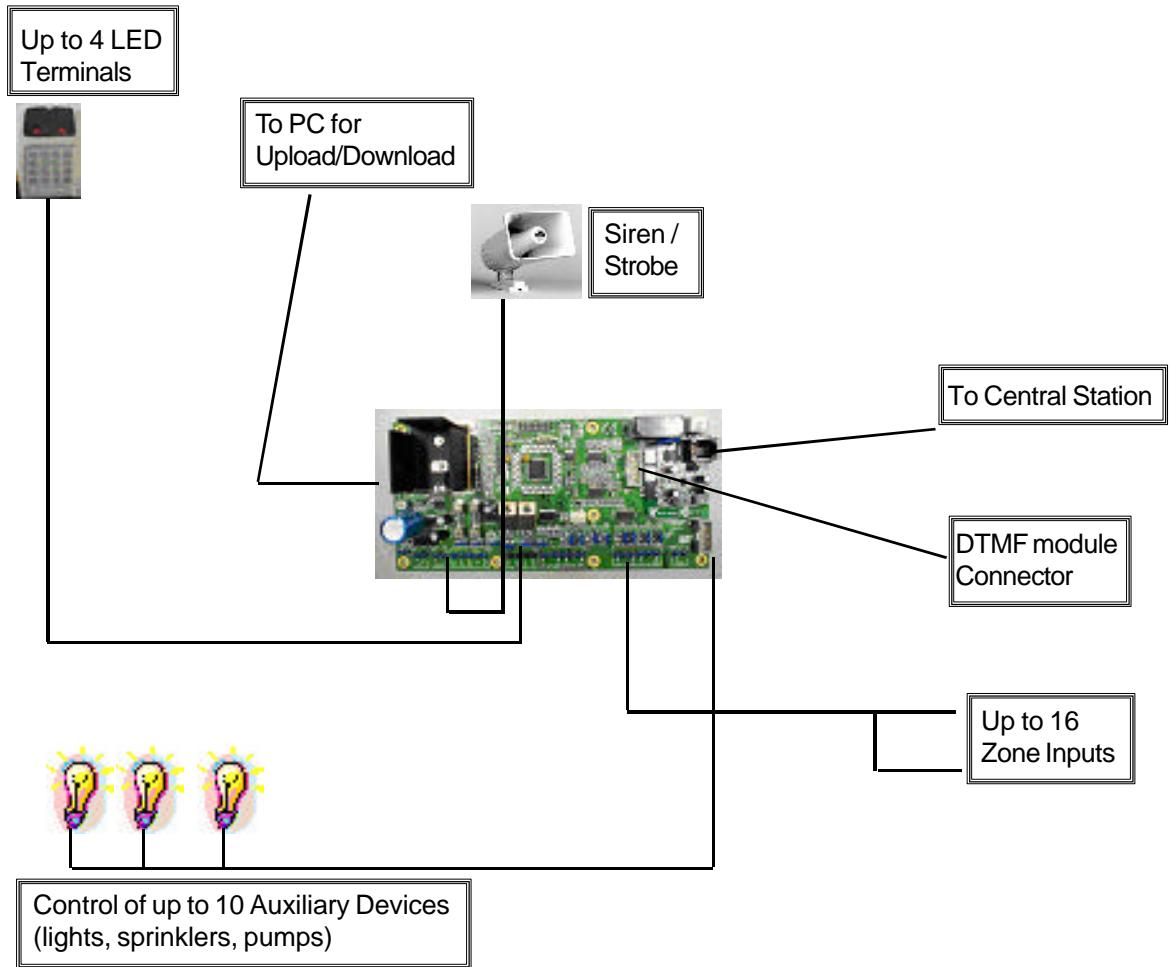 Up to 4 LED
Terminals
To PC for
Upload/Download
Siren /
Strobe
To Central Station
DTMF module
Connector
Up to 16
Zone Inputs
Control of up to 10 Auxiliary Devices
(lights, sprinklers, pumps)